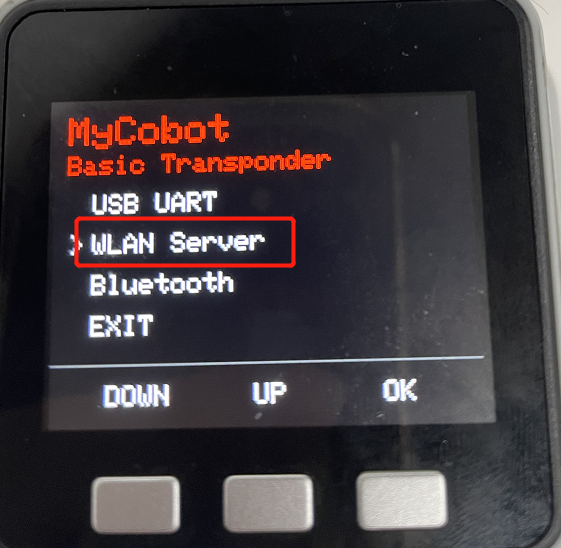 MyCobot
Basic Transponder
USB UART
> WLAN Server
Bluetooth
EXIT
DOWN UP OK